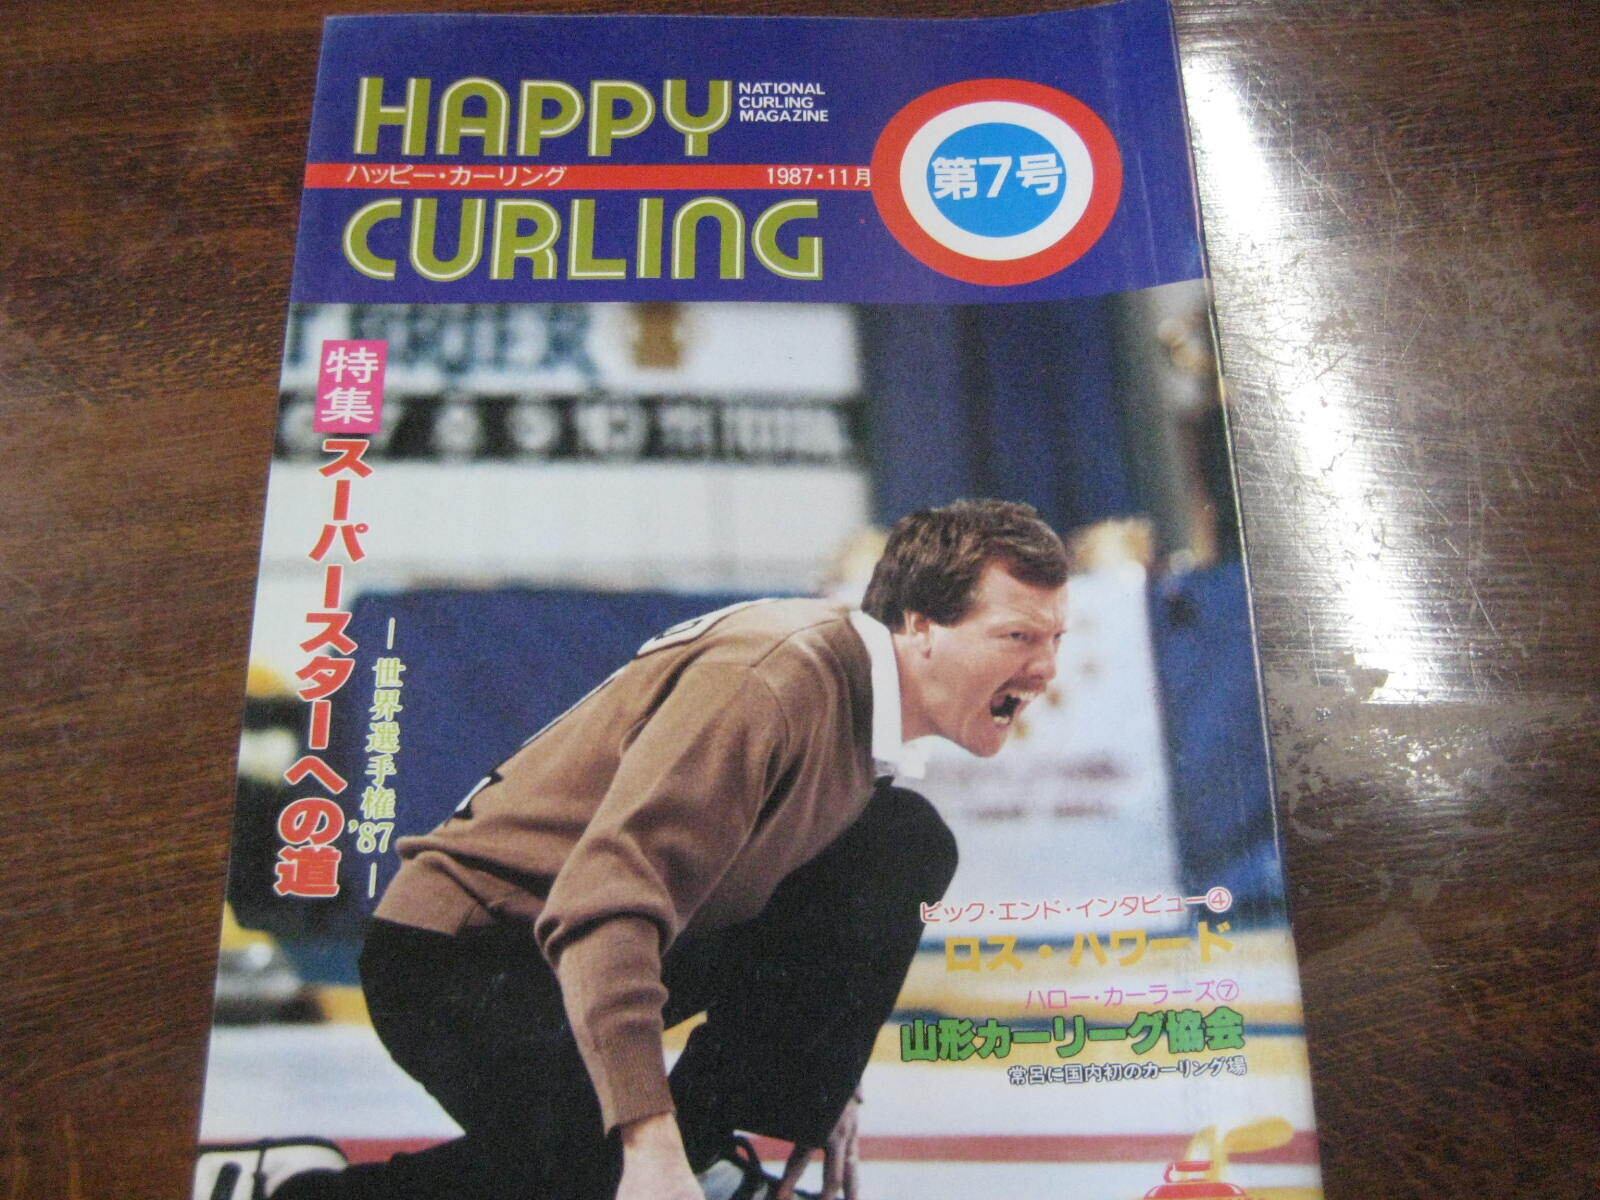 HAPPY
NATIONAL
CURLING
MAGAZINE
ハッピー・カーリング
1987・11月
第7号
CURLING
特集
スーパースターへの道
—世界選手権'87—
ビック・エンド・インタビュー④
ロス・ハワード
ハロー・カーラーズ⑦
山形カーリーグ協会
常呂に国内初のカーリング場